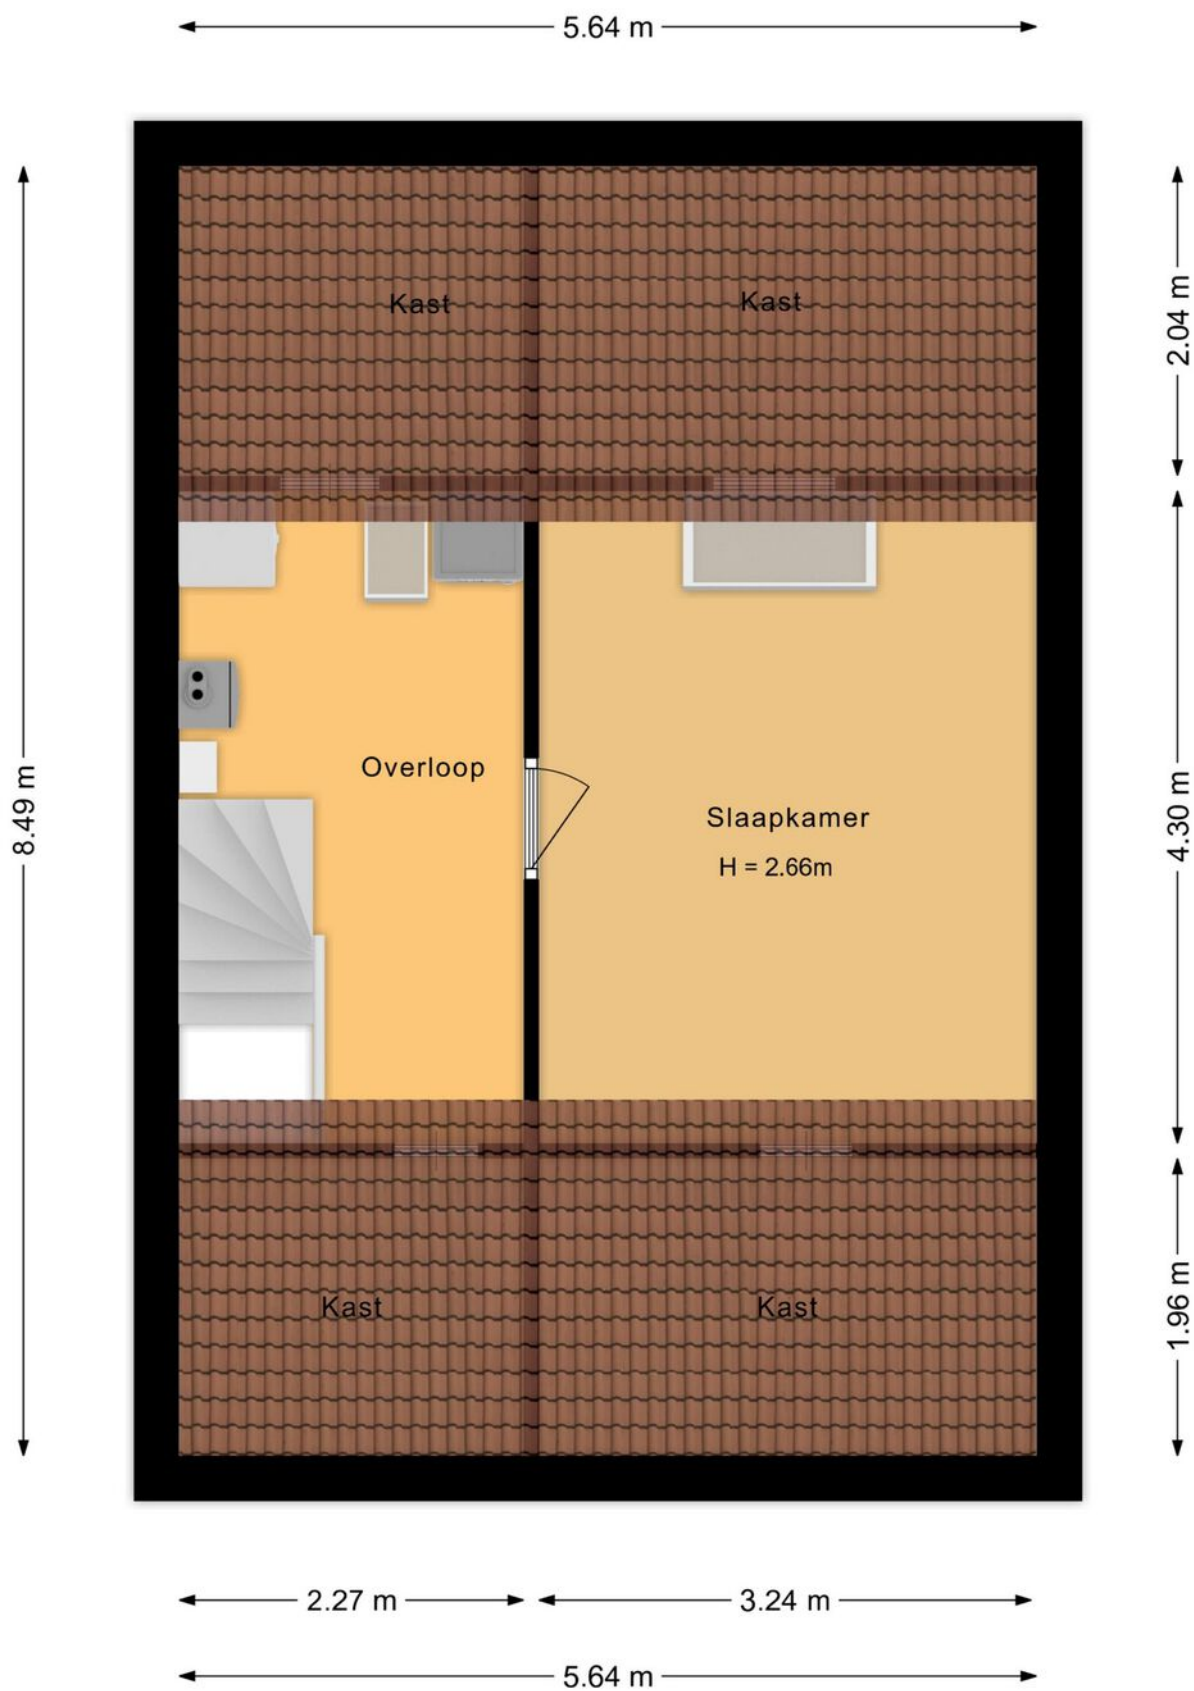 5.64 m
Kast
Kast
2.04 m
Overloop
8.49 m
Slaapkamer
4.30 m
H = 2.66m
Kast
Kast
1.96 m
2.27 m
3.24 m
5.64 m